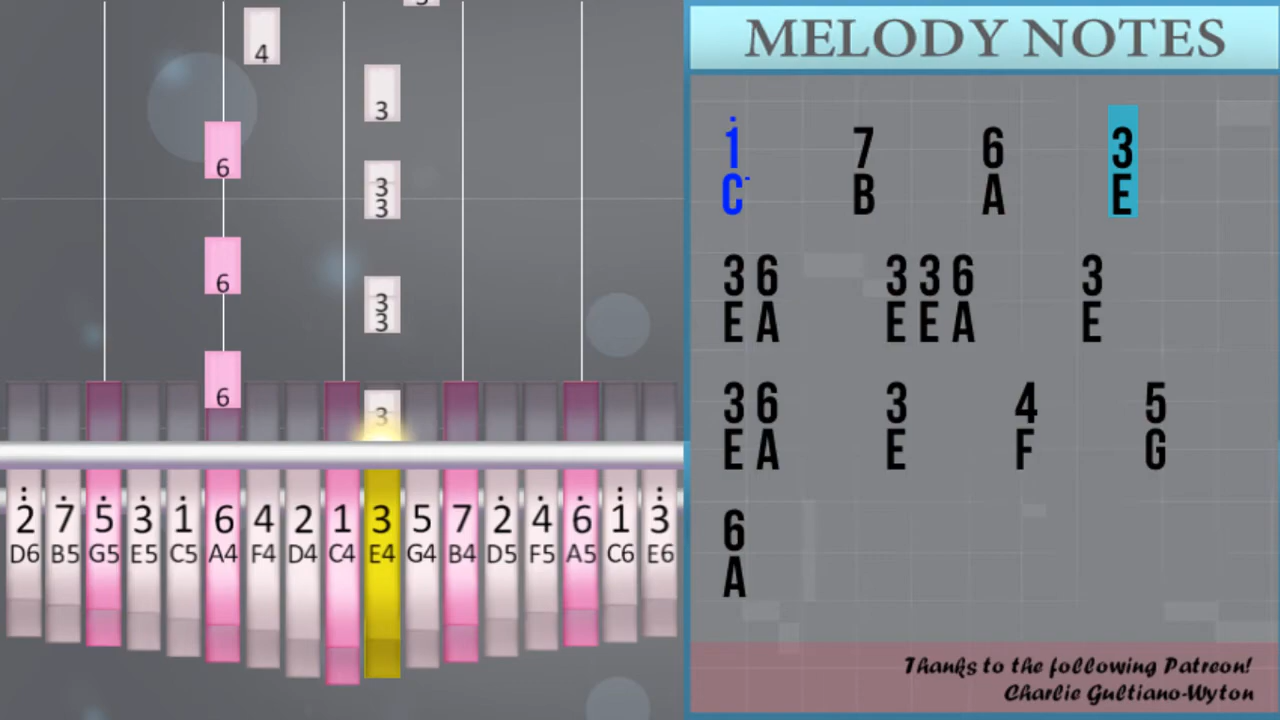 4
3
6
3
3
6
3
3
6
3
2 7 5 3 1 6 4 2 1 3 5 7 2 4 6 1 3
D6 B5 G5 E5 C5 A4 F4 D4 C4 E4 G4 B4 D5 F5 A5 C6 E6
MELODY NOTES
1 7 6 3
C B A E
3 6 3 3 6 3
E A E E A E
3 6 3 4 5
E A E F G
6
A
Thanks to the following Patreon!
Charlie Gultiano-Wyton